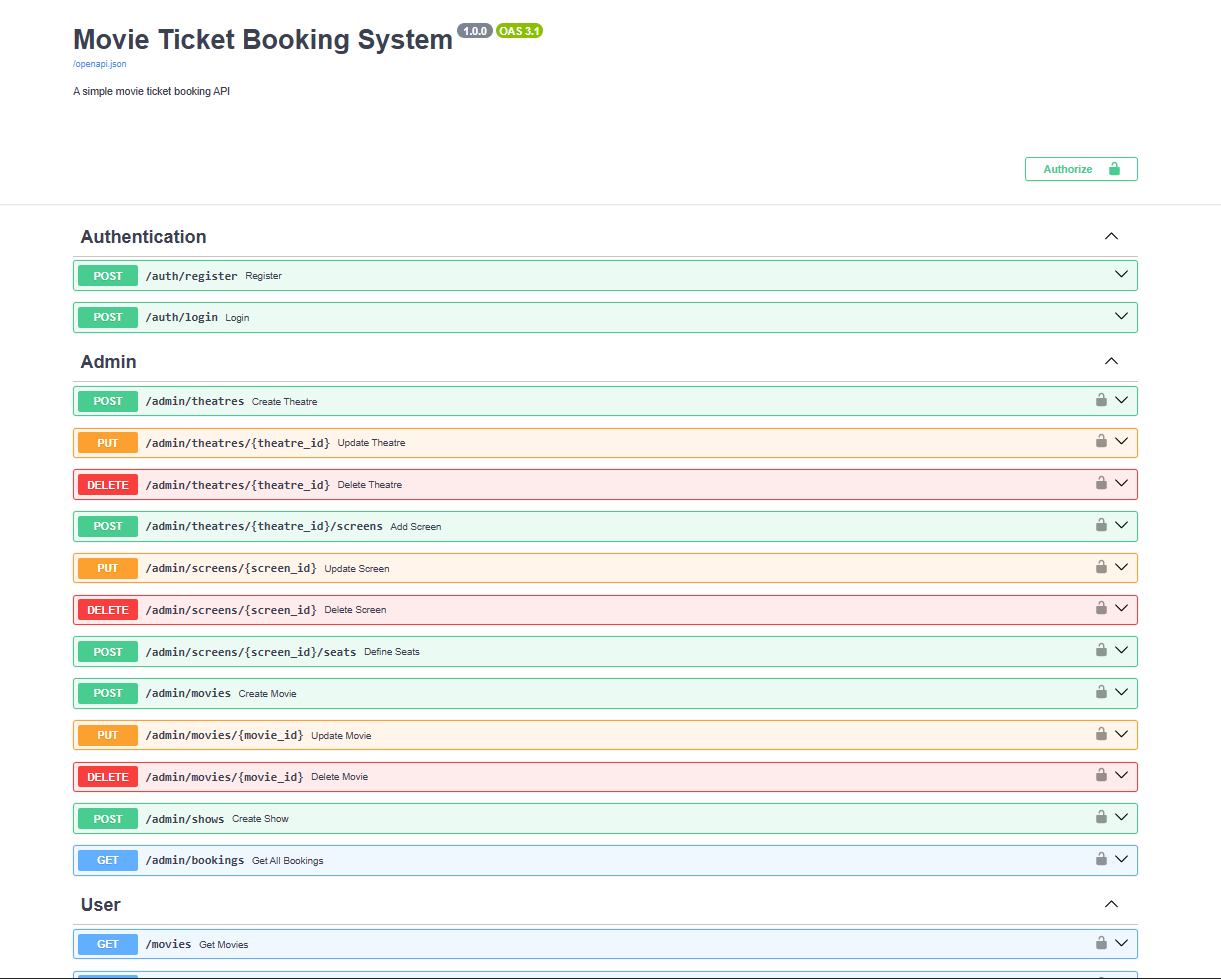 Movie Ticket Booking System 1.0.0 OAS 3.1
/openapi.json
A simple movie ticket booking API
Authorize
Authentication
POST /auth/register Register
POST /auth/login Login
Admin
POST /admin/theatres Create Theatre
PUT /admin/theatres/{theatre_id} Update Theatre
DELETE /admin/theatres/{theatre_id} Delete Theatre
POST /admin/theatres/{theatre_id}/screens Add Screen
PUT /admin/screens/{screen_id} Update Screen
DELETE /admin/screens/{screen_id} Delete Screen
POST /admin/screens/{screen_id}/seats Define Seats
POST /admin/movies Create Movie
PUT /admin/movies/{movie_id} Update Movie
DELETE /admin/movies/{movie_id} Delete Movie
POST /admin/shows Create Show
GET /admin/bookings Get All Bookings
User
GET /movies Get Movies